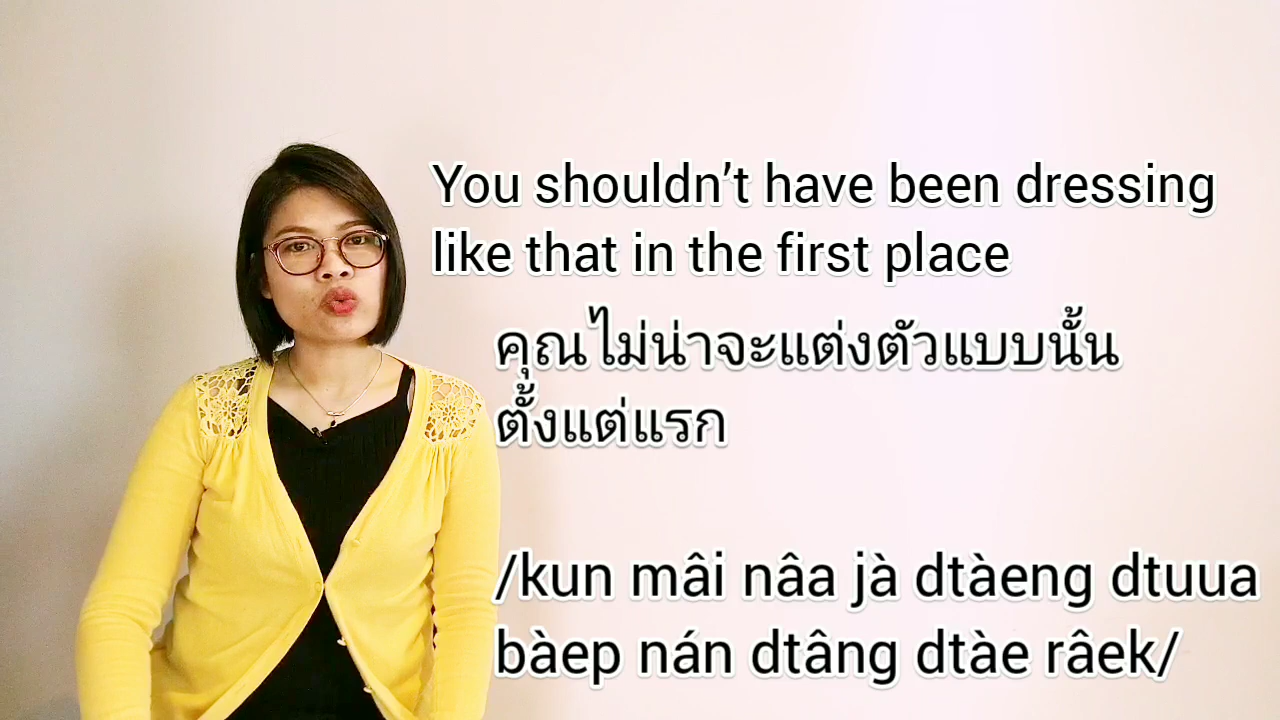 You shouldn’t have been dressing
like that in the first place
คุณไม่น่าจะแต่งตัวแบบนั้น
ตั้งแต่แรก
/kun mâi nâa jà dtàeng dtuua
bàep nán dtâng dtàe râek/